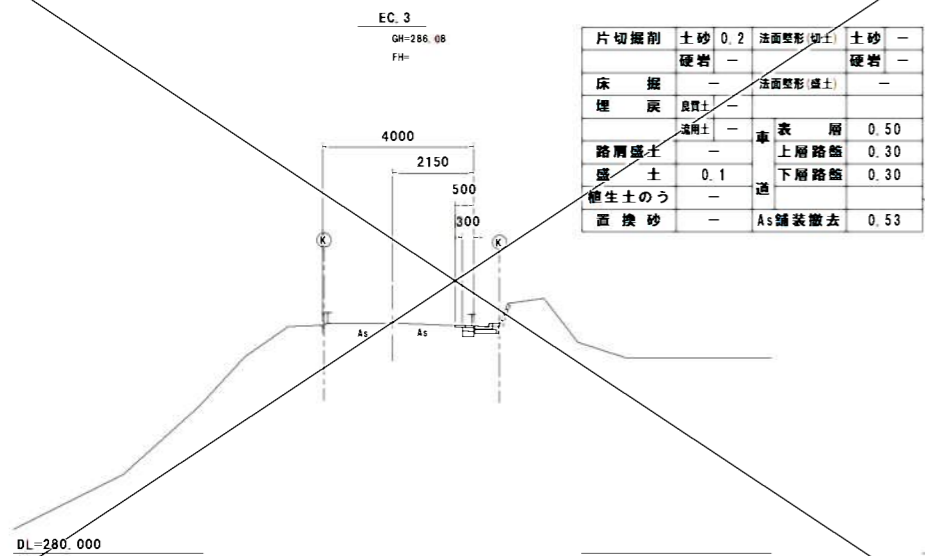 EC. 3
GH=286.08
FH=
片切掘削 土砂 0.2 法面整形(切土) 土砂 －
硬岩 － 硬岩 －
床 掘 － 法面整形(盛土) －
埋 戻 良質土 －
流用土 － 車道 表 層 0.50
路肩盛土 － 上層路盤 0.30
盛 土 0.1 下層路盤 0.30
植生土のう －
置換砂 － As舗装撤去 0.53
4000
2150
500
300
K
K
As
As
DL=280.000